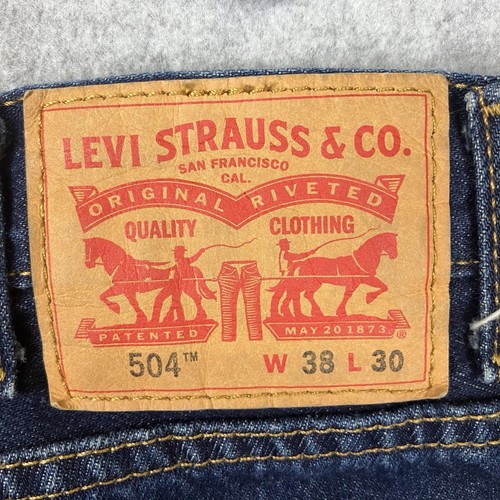 LEVI STRAUSS & CO.
SAN FRANCISCO
CAL.
ORIGINAL RIVETED
QUALITY CLOTHING
PATENTED MAY 20 1873 ®
504™ W 38 L 30